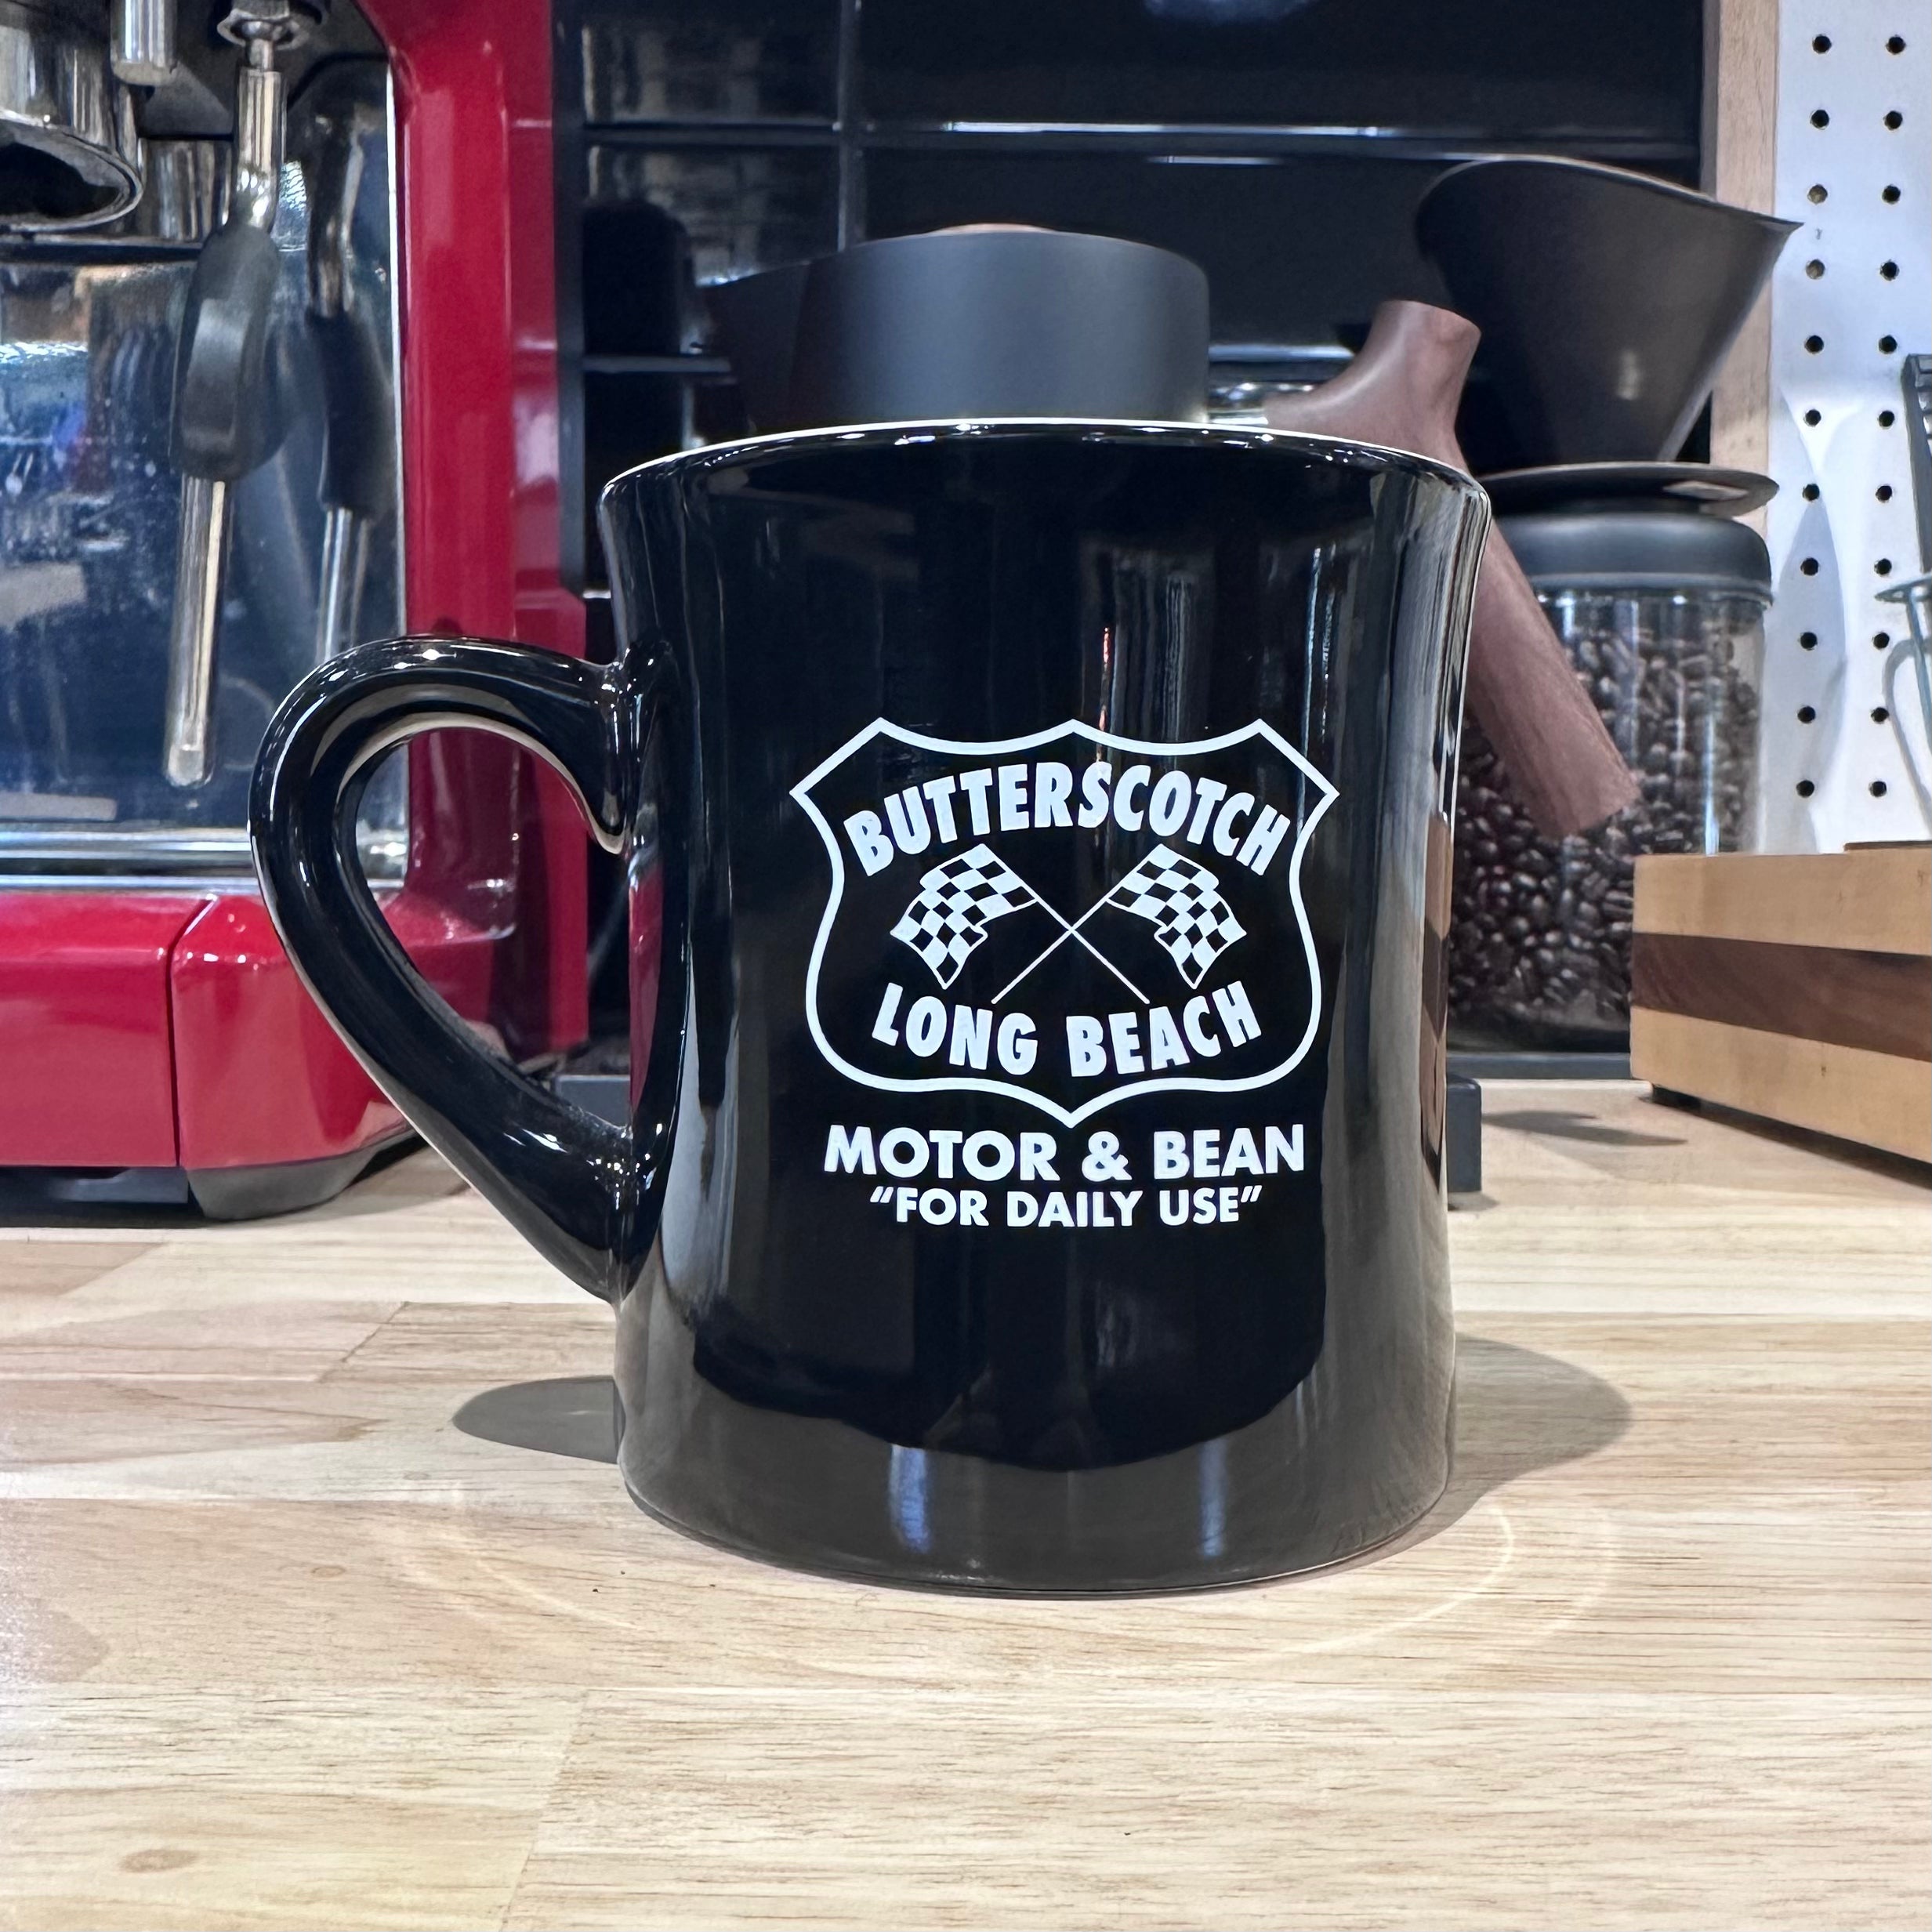 BUTTERSCOTCH
LONG BEACH
MOTOR & BEAN
“FOR DAILY USE”